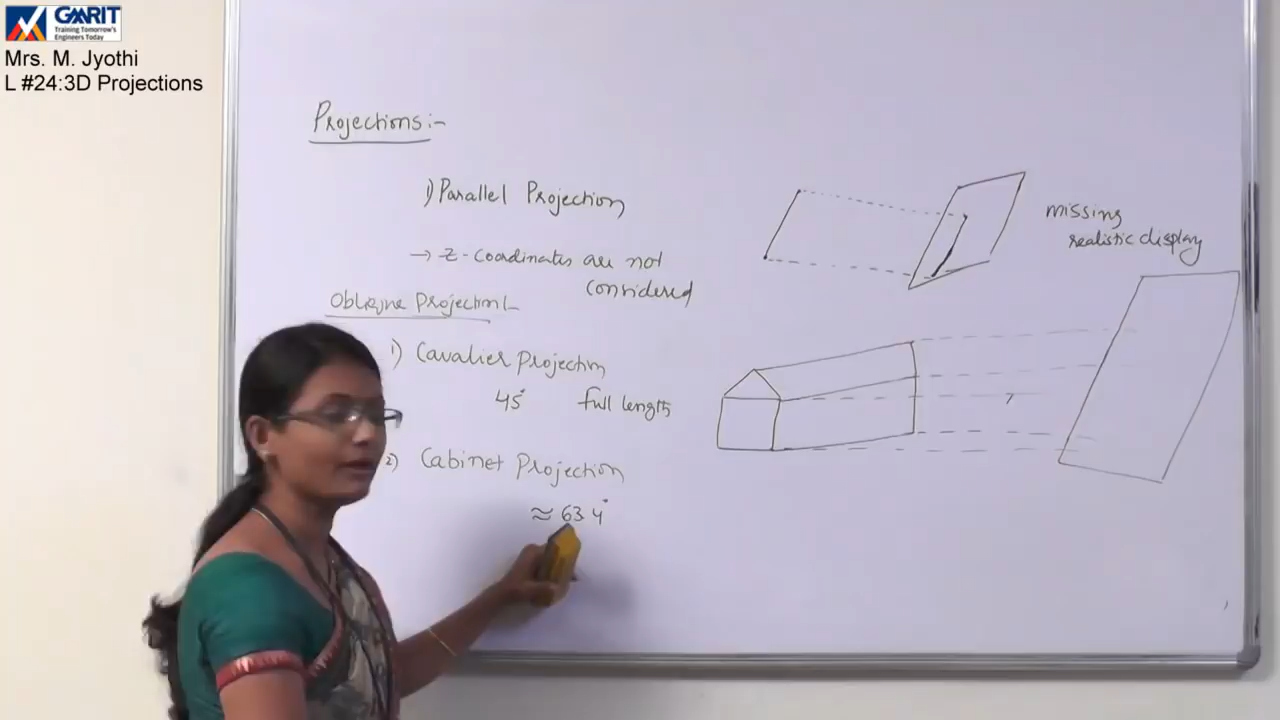 GMRIT
Training Tomorrow's
Engineers Today
Mrs. M. Jyothi
L #24:3D Projections
Projections:-
1) Parallel Projection
→ Z-Coordinates are not
Considered
Oblique Projection:-
1) Cavalier Projection
45° full length
2) Cabinet Projection
≈ 63.4°
missing
realistic display